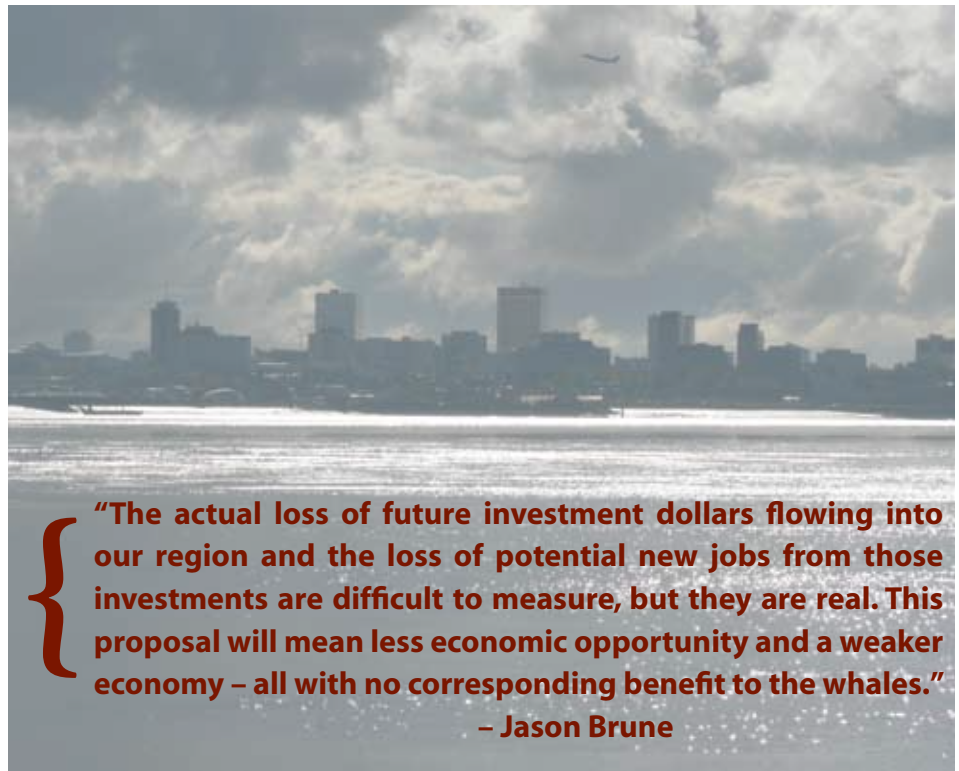 “The actual loss of future investment dollars flowing into
our region and the loss of potential new jobs from those
investments are difficult to measure, but they are real. This
proposal will mean less economic opportunity and a weaker
economy – all with no corresponding benefit to the whales.”
– Jason Brune